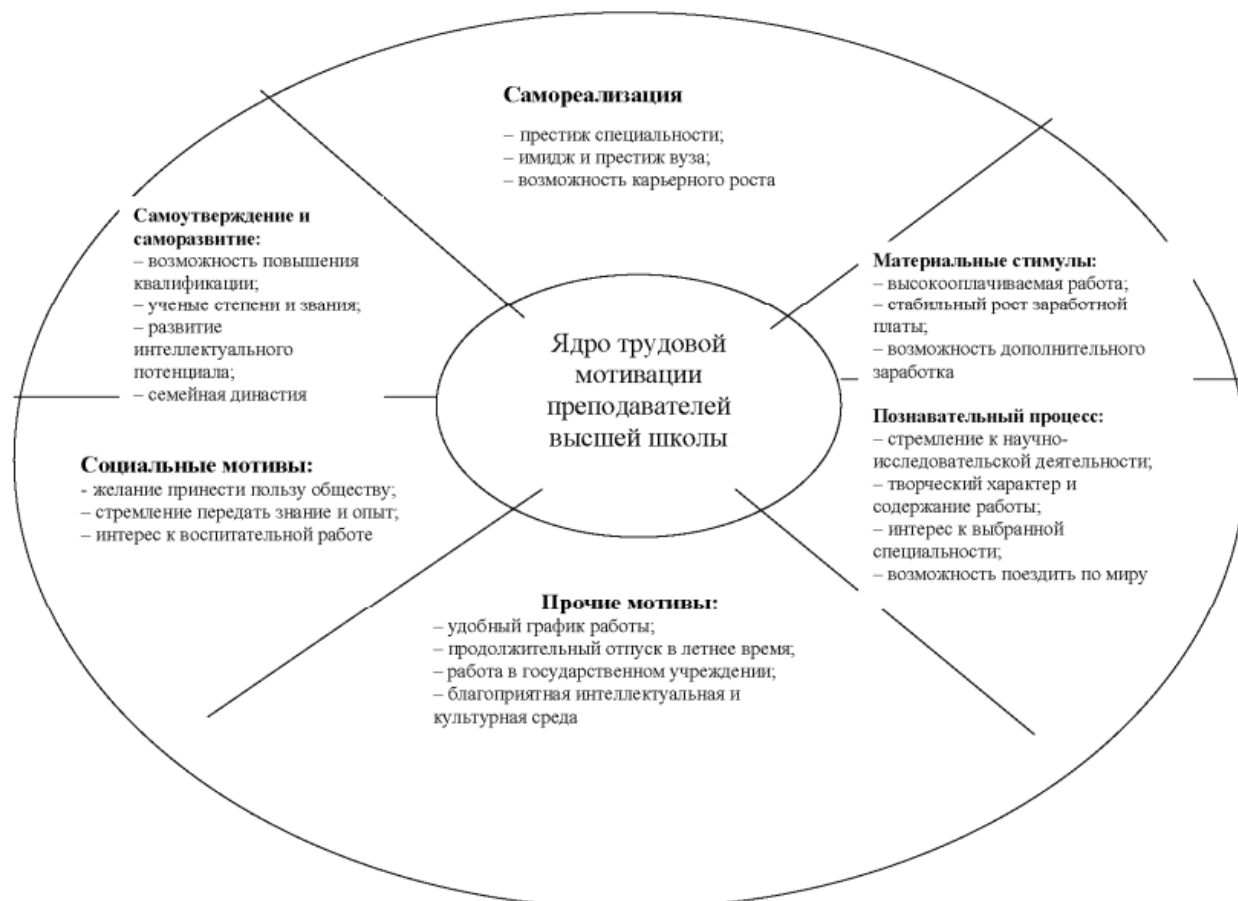 Самореализация
– престиж специальности;
– имидж и престиж вуза;
– возможность карьерного роста
Самоутверждение и
саморазвитие:
– возможность повышения
квалификации;
– ученые степени и звания;
– развитие
интеллектуального
потенциала;
– семейная династия
Материальные стимулы:
– высокооплачиваемая работа;
– стабильный рост заработной
платы;
– возможность дополнительного
заработка
Ядро трудовой
мотивации
преподавателей
высшей школы
Социальные мотивы:
- желание принести пользу обществу;
– стремление передать знание и опыт;
– интерес к воспитательной работе
Познавательный процесс:
– стремление к научно-
исследовательской деятельности;
– творческий характер и
содержание работы;
– интерес к выбранной
специальности;
– возможность поездить по миру
Прочие мотивы:
– удобный график работы;
– продолжительный отпуск в летнее время;
– работа в государственном учреждении;
– благоприятная интеллектуальная и
культурная среда